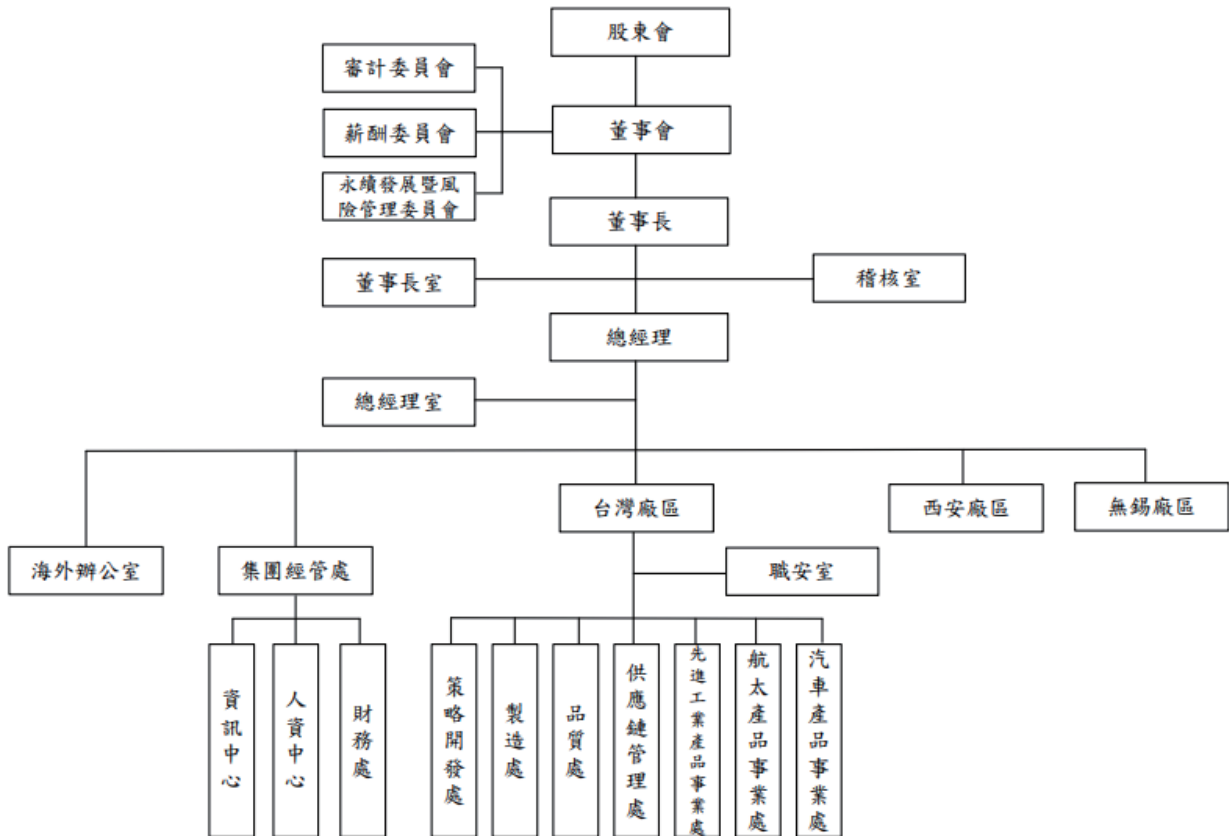 股東會
審計委員會
薪酬委員會
董事會
永續發展暨風
險管理委員會
董事長
董事長室
稽核室
總經理
總經理室
台灣廠區
西安廠區
無錫廠區
海外辦公室
集團經管處
職安室
資訊中心
人資中心
財務處
策略開發處
製造處
品質處
供應鏈管理處
先進工業產品事業處
航太產品事業處
汽車產品事業處